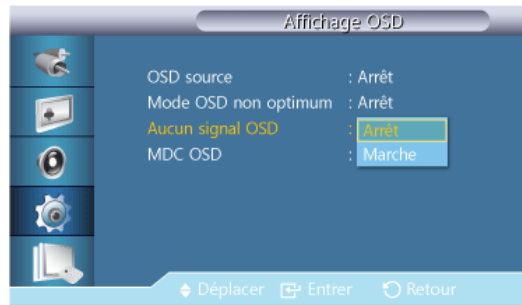 Affichage OSD
OSD source : Arrêt
Mode OSD non optimum : Arrêt
Aucun signal OSD : Arrêt
MDC OSD : Marche
Déplacer Entrer Retour